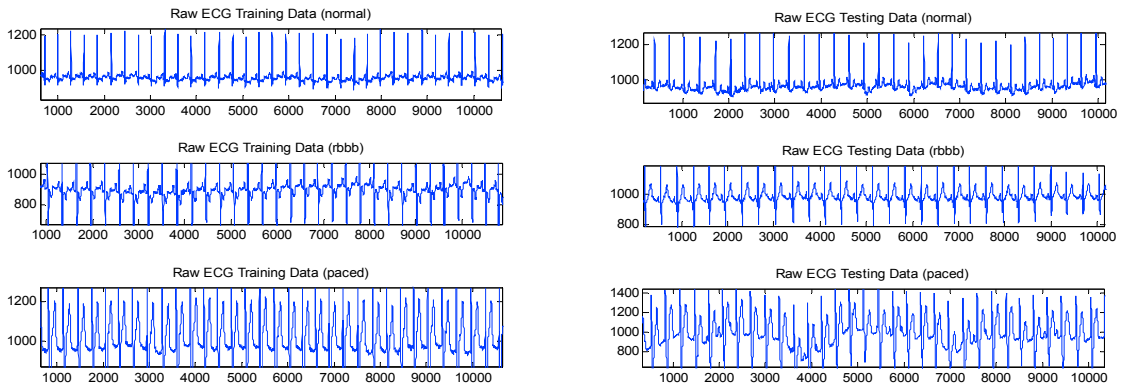 Raw ECG Training Data (normal)
1200
1000
1000 2000 3000 4000 5000 6000 7000 8000 9000 10000
Raw ECG Testing Data (normal)
1200
1000
1000 2000 3000 4000 5000 6000 7000 8000 9000 10000
Raw ECG Training Data (rbbb)
1000
800
1000 2000 3000 4000 5000 6000 7000 8000 9000 10000
Raw ECG Testing Data (rbbb)
1000
800
1000 2000 3000 4000 5000 6000 7000 8000 9000 10000
Raw ECG Training Data (paced)
1200
1000
1000 2000 3000 4000 5000 6000 7000 8000 9000 10000
Raw ECG Testing Data (paced)
1400
1200
1000
800
1000 2000 3000 4000 5000 6000 7000 8000 9000 10000